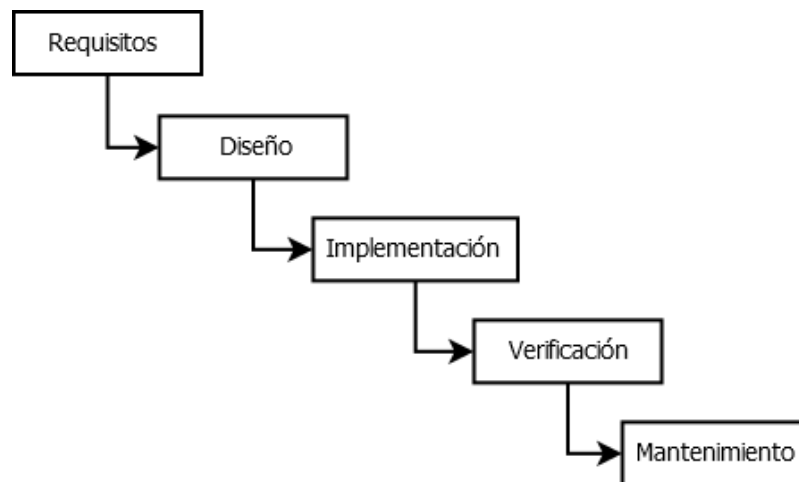 Requisitos
Diseño
Implementación
Verificación
Mantenimiento